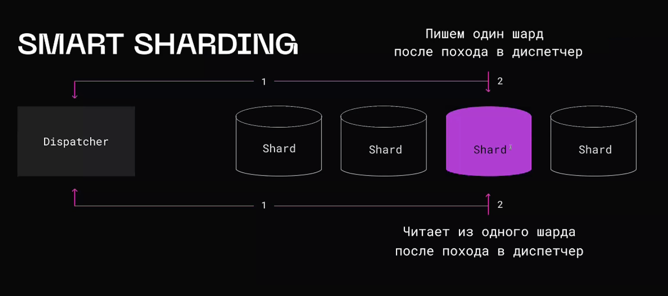 SMART SHARDING
Пишем один шард
после похода в диспетчер
1
2
Dispatcher
Shard
Shard
Shard
Shard
1
2
Читает из одного шарда
после похода в диспетчер